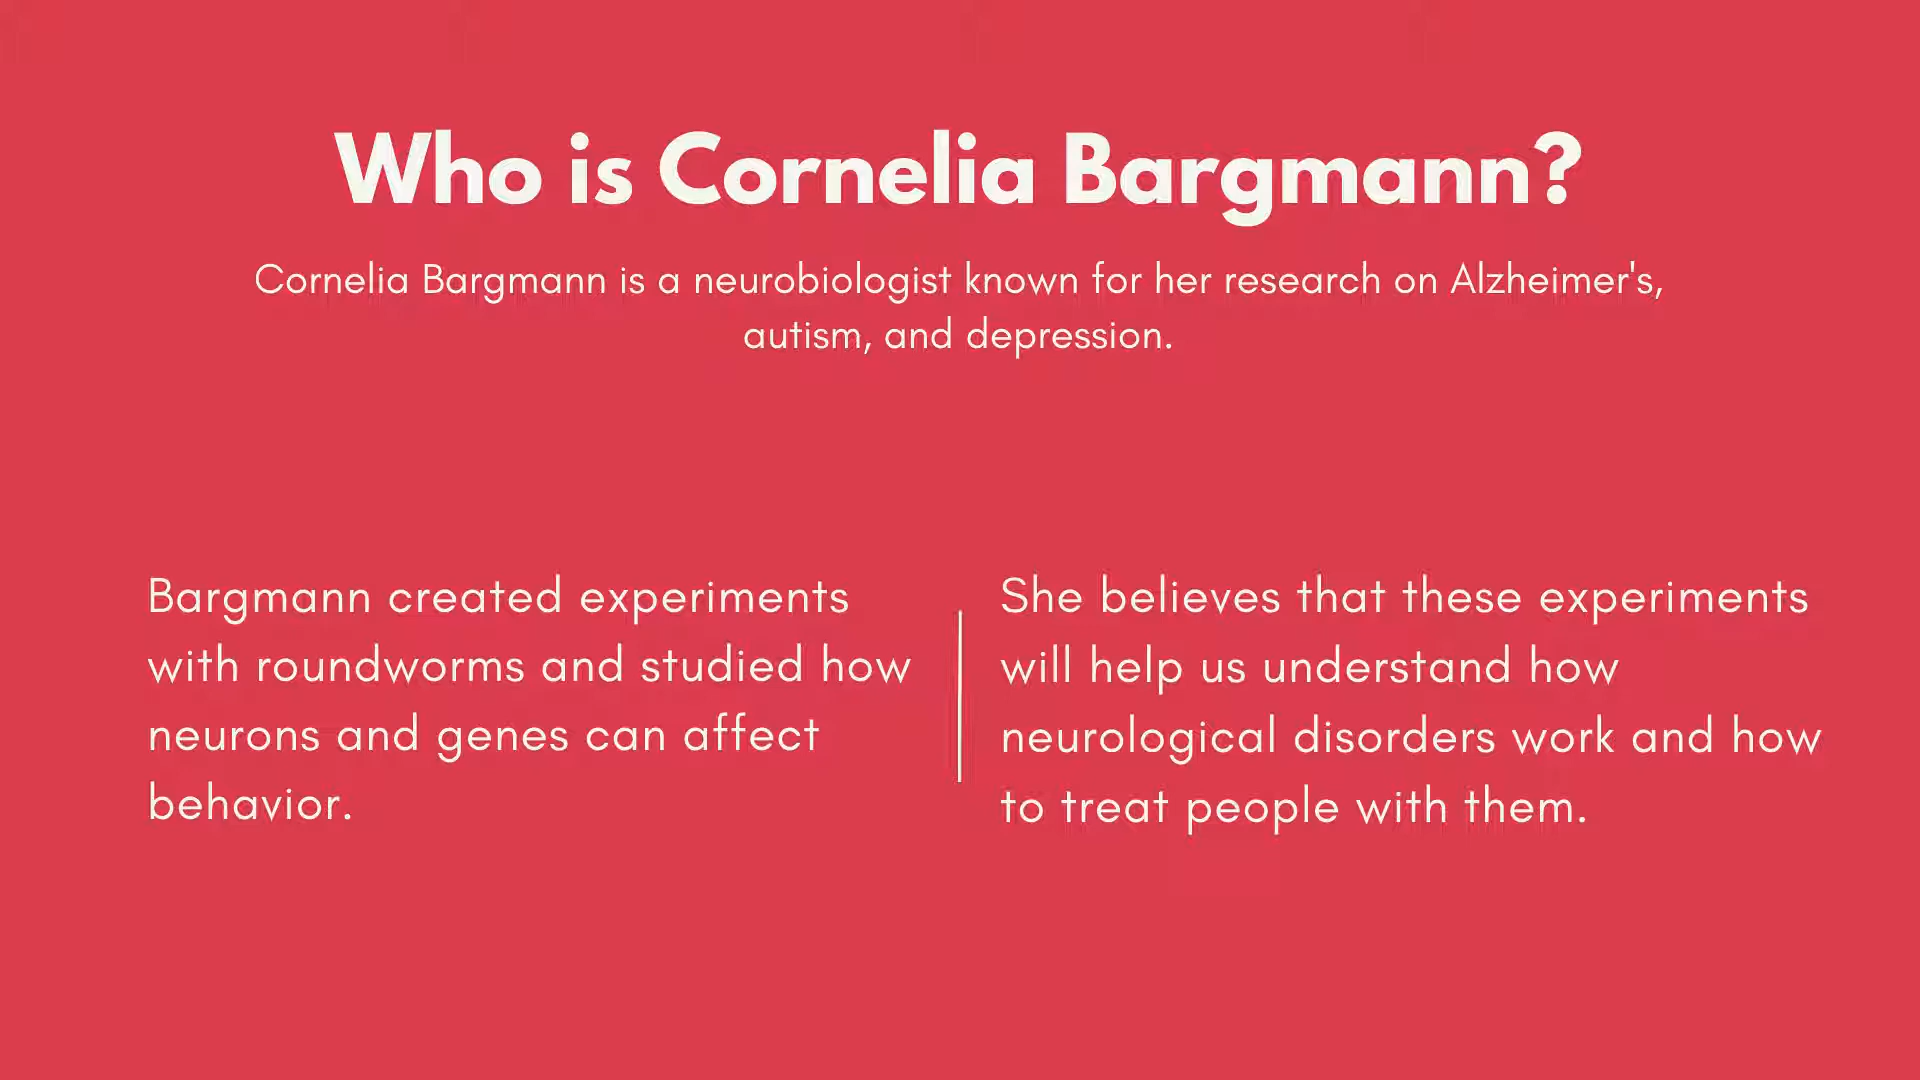 Who is Cornelia Bargmann?
Cornelia Bargmann is a neurobiologist known for her research on Alzheimer's,
autism, and depression.
Bargmann created experiments
with roundworms and studied how
neurons and genes can affect
behavior.
She believes that these experiments
will help us understand how
neurological disorders work and how
to treat people with them.